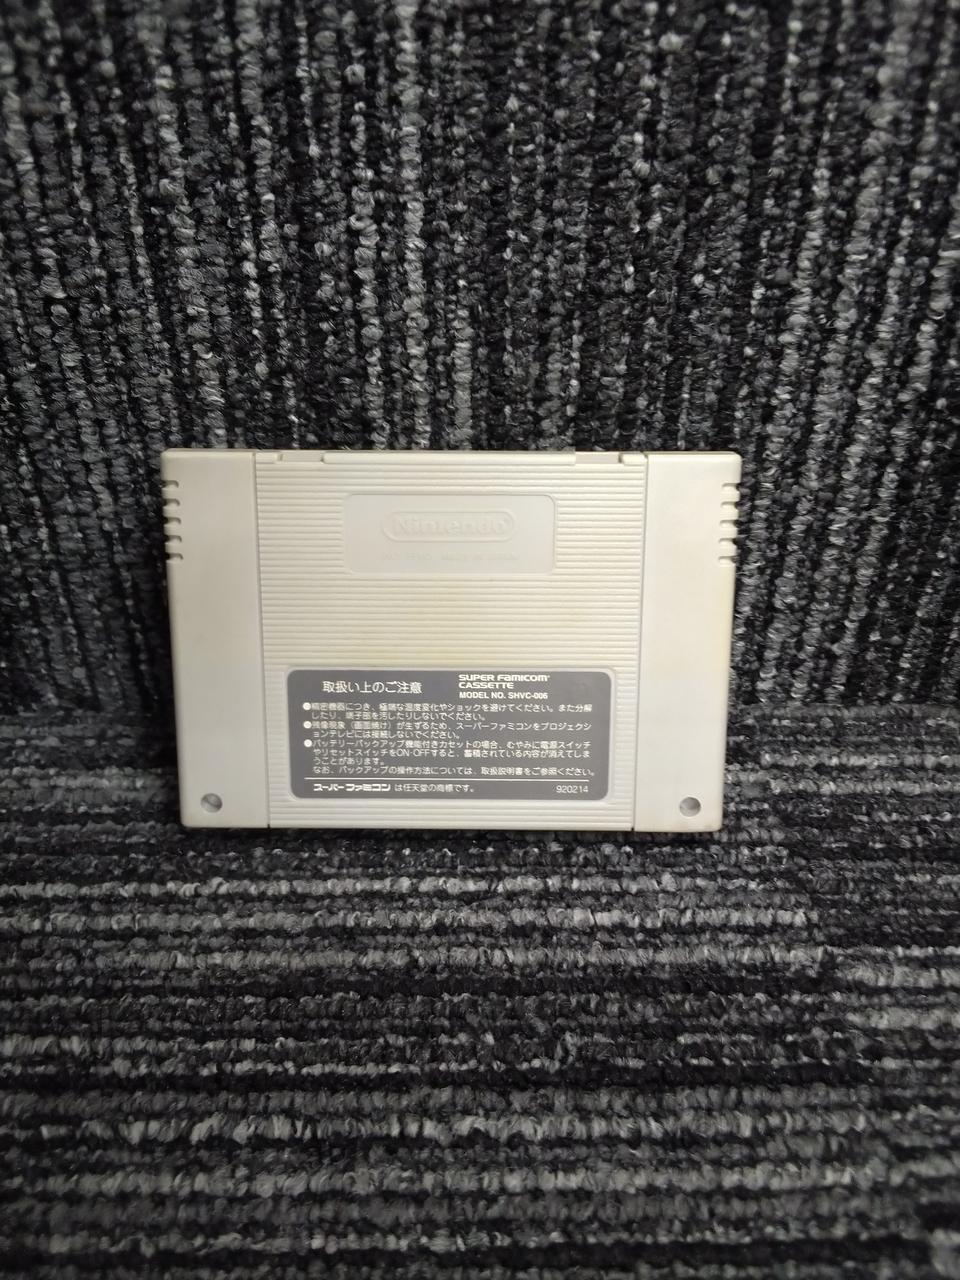 Nintendo
PAT. PEND. MADE IN JAPAN
取扱い上のご注意
SUPER FAMICOM
CASSETTE
MODEL NO. SHVC-006
●精密機器につき、極端な温度変化やショックを避けてください。また分解
したり、端子部を汚したりしないでください。
●残像現象(画面焼け)が生ずるため、スーパーファミコンをプロジェクシ
ョンテレビには接続しないでください。
●バッテリーバックアップ機能付きカセットの場合、むやみに電源スイッチ
やリセットスイッチをON・OFFすると、蓄積されている内容が消えてしま
うことがあります。
なお、バックアップの操作方法については、取扱説明書をご参照ください。
スーパーファミコン は任天堂の商標です。
920214